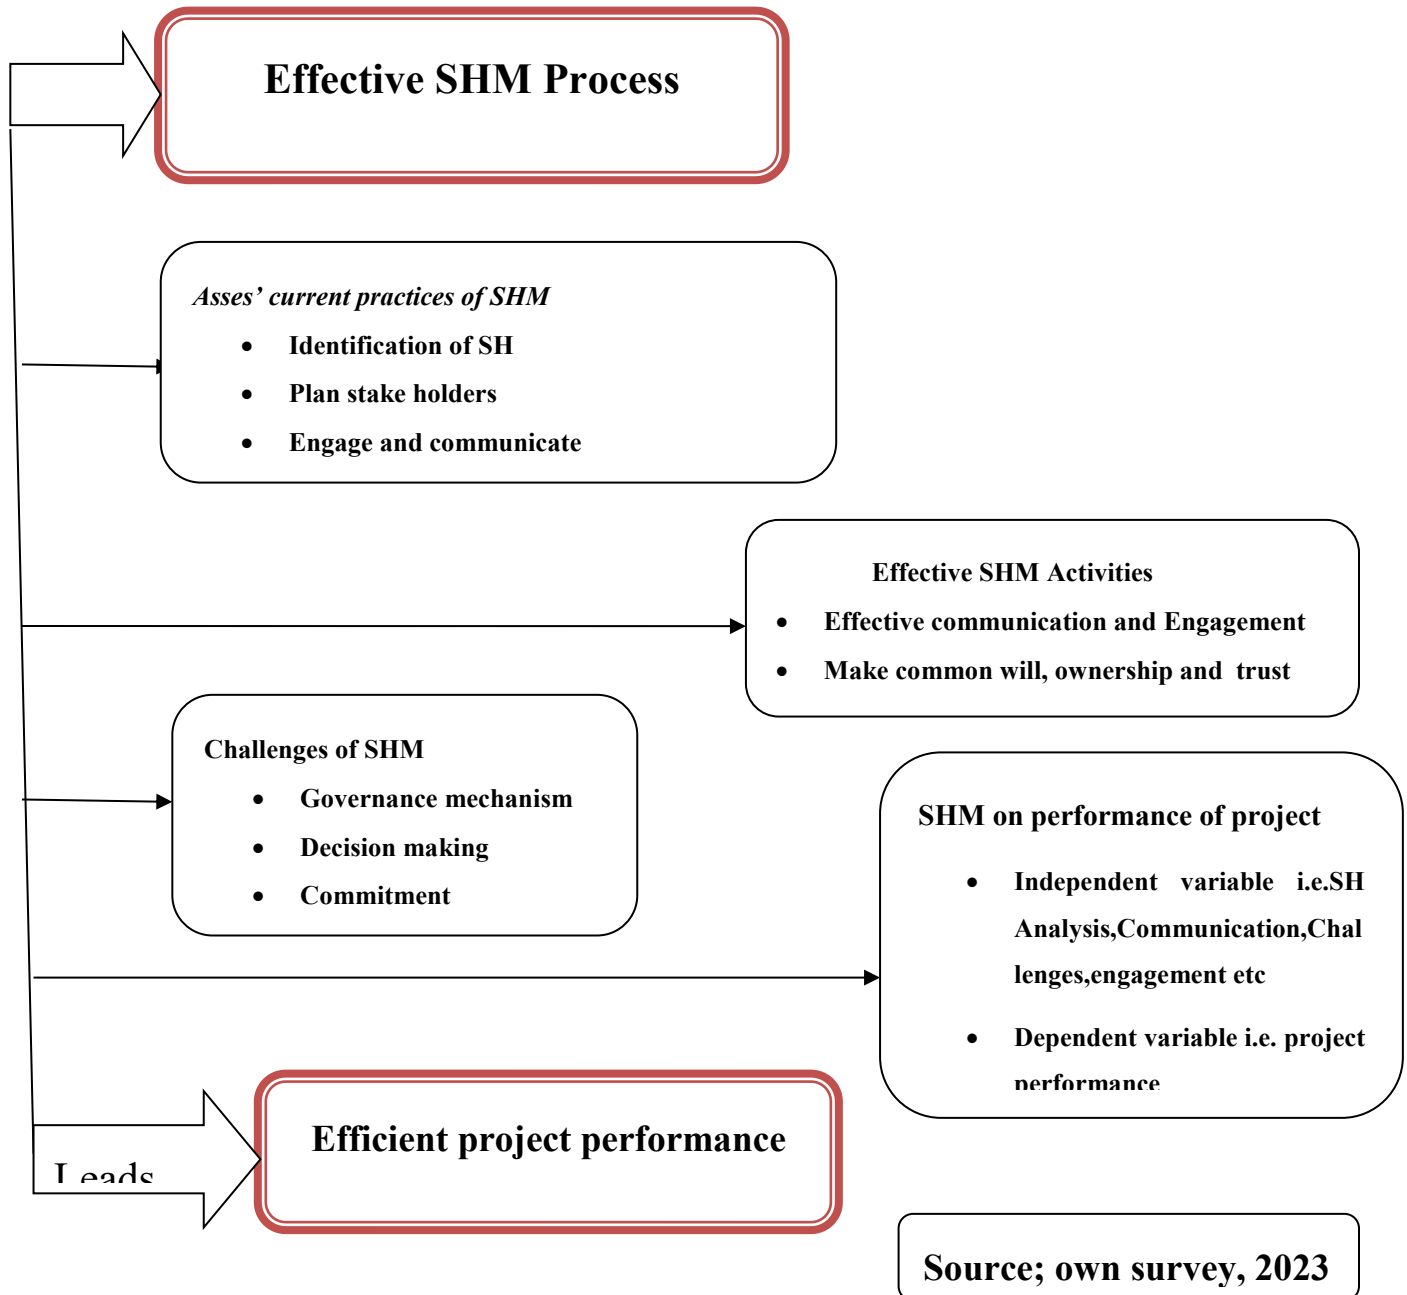 Effective SHM Process
Asses’ current practices of SHM
• Identification of SH
• Plan stake holders
• Engage and communicate
Effective SHM Activities
• Effective communication and Engagement
• Make common will, ownership and trust
Challenges of SHM
• Governance mechanism
• Decision making
• Commitment
SHM on performance of project
• Independent variable i.e.SH
Analysis,Communication,Chal
lenges,engagement etc
• Dependent variable i.e. project
performance
Efficient project performance
Leads
Source; own survey, 2023